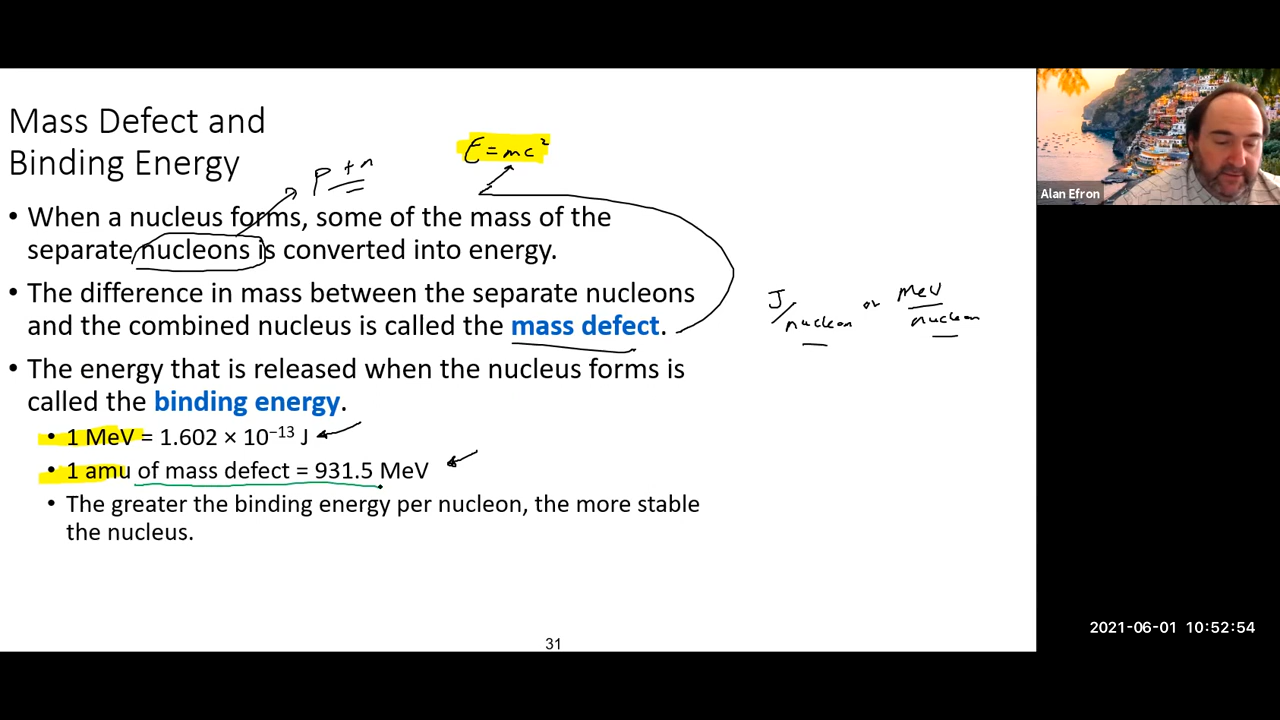 Mass Defect and
Binding Energy
E = mc²
p + n
• When a nucleus forms, some of the mass of the
separate nucleons is converted into energy.
• The difference in mass between the separate nucleons
and the combined nucleus is called the mass defect.
J/nucleon or MeV/nucleon
• The energy that is released when the nucleus forms is
called the binding energy.
• 1 MeV = 1.602 × 10⁻¹³ J
• 1 amu of mass defect = 931.5 MeV
• The greater the binding energy per nucleon, the more stable
the nucleus.
31
Alan Efron
2021-06-01 10:52:54